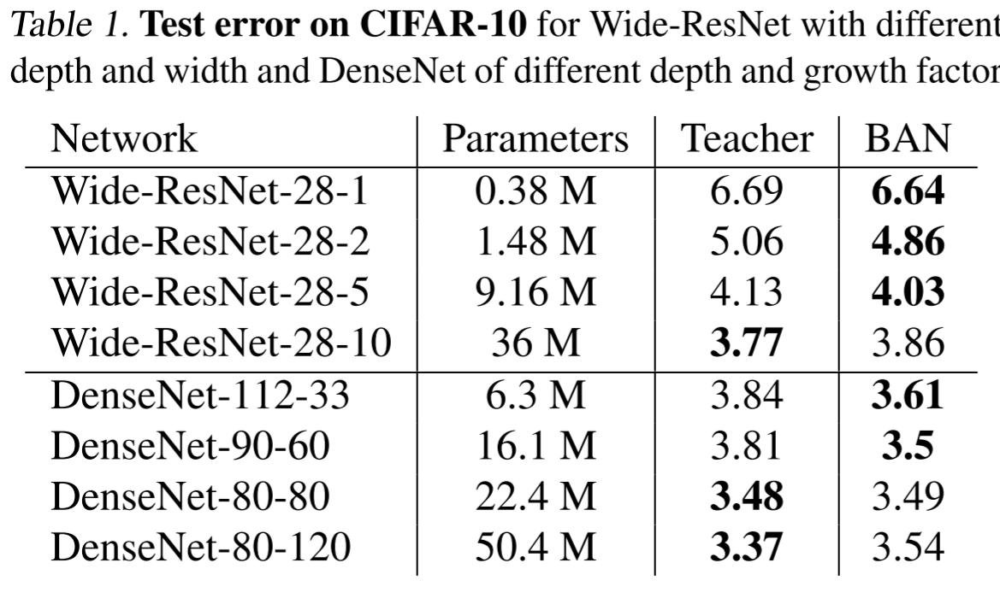 Table 1. Test error on CIFAR-10 for Wide-ResNet with different
depth and width and DenseNet of different depth and growth factor
Network Parameters Teacher BAN
Wide-ResNet-28-1 0.38 M 6.69 6.64
Wide-ResNet-28-2 1.48 M 5.06 4.86
Wide-ResNet-28-5 9.16 M 4.13 4.03
Wide-ResNet-28-10 36 M 3.77 3.86
DenseNet-112-33 6.3 M 3.84 3.61
DenseNet-90-60 16.1 M 3.81 3.5
DenseNet-80-80 22.4 M 3.48 3.49
DenseNet-80-120 50.4 M 3.37 3.54